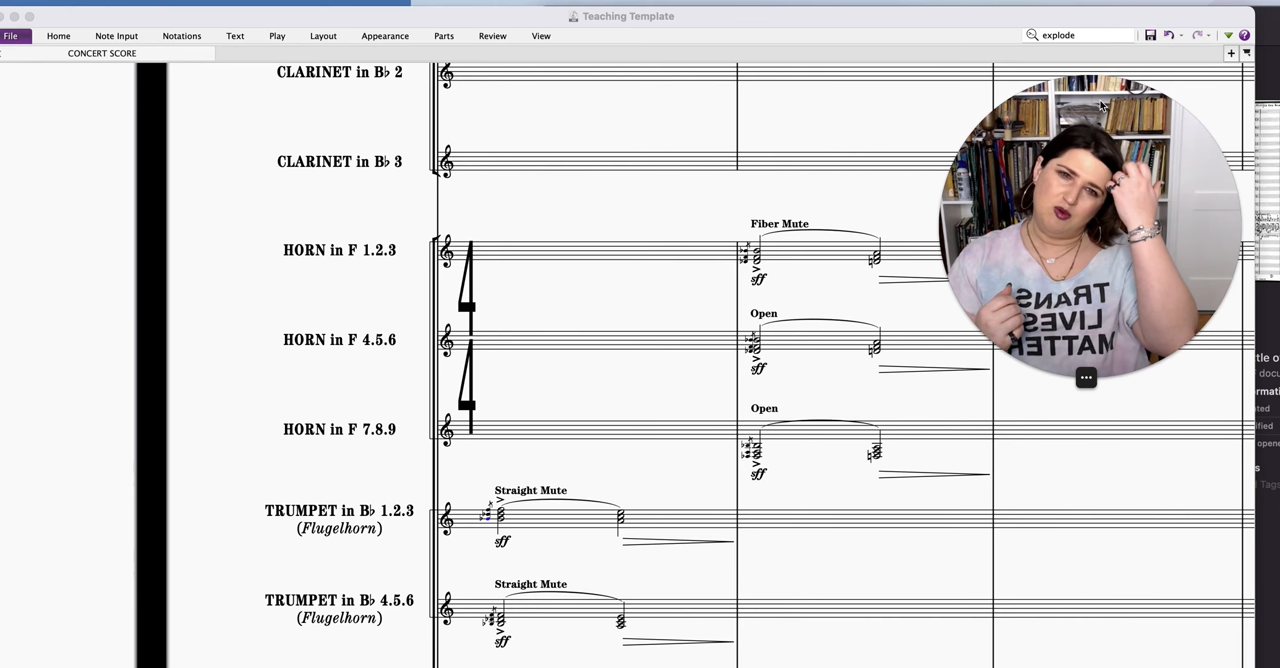 Teaching Template
File Home Note Input Notations Text Play Layout Appearance Parts Review View explode
CONCERT SCORE
CLARINET in B♭ 2
CLARINET in B♭ 3
Fiber Mute
HORN in F 1.2.3
sff
Open
HORN in F 4.5.6
sff
Open
HORN in F 7.8.9
sff
Straight Mute
TRUMPET in B♭ 1.2.3
(Flugelhorn)
sff
Straight Mute
TRUMPET in B♭ 4.5.6
(Flugelhorn)
sff
4
4
TRANS
LIVES
MATTER